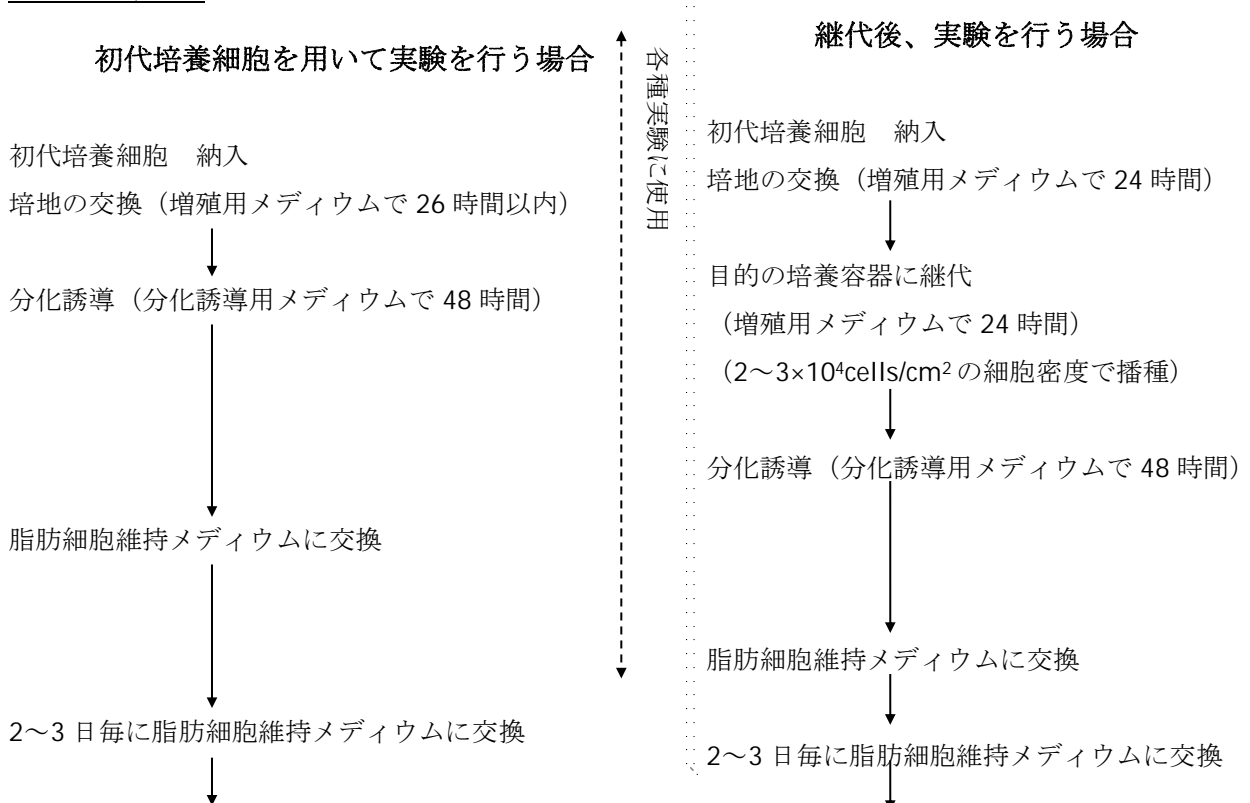 初代培養細胞を用いて実験を行う場合
初代培養細胞　納入
培地の交換（増殖用メディウムで 26 時間以内）
分化誘導（分化誘導用メディウムで 48 時間）
脂肪細胞維持メディウムに交換
2～3 日毎に脂肪細胞維持メディウムに交換
各種実験に使用
継代後、実験を行う場合
初代培養細胞　納入
培地の交換（増殖用メディウムで 24 時間）
目的の培養容器に継代
（増殖用メディウムで 24 時間）
（2～3×10⁴cells/cm² の細胞密度で播種）
分化誘導（分化誘導用メディウムで 48 時間）
脂肪細胞維持メディウムに交換
2～3 日毎に脂肪細胞維持メディウムに交換